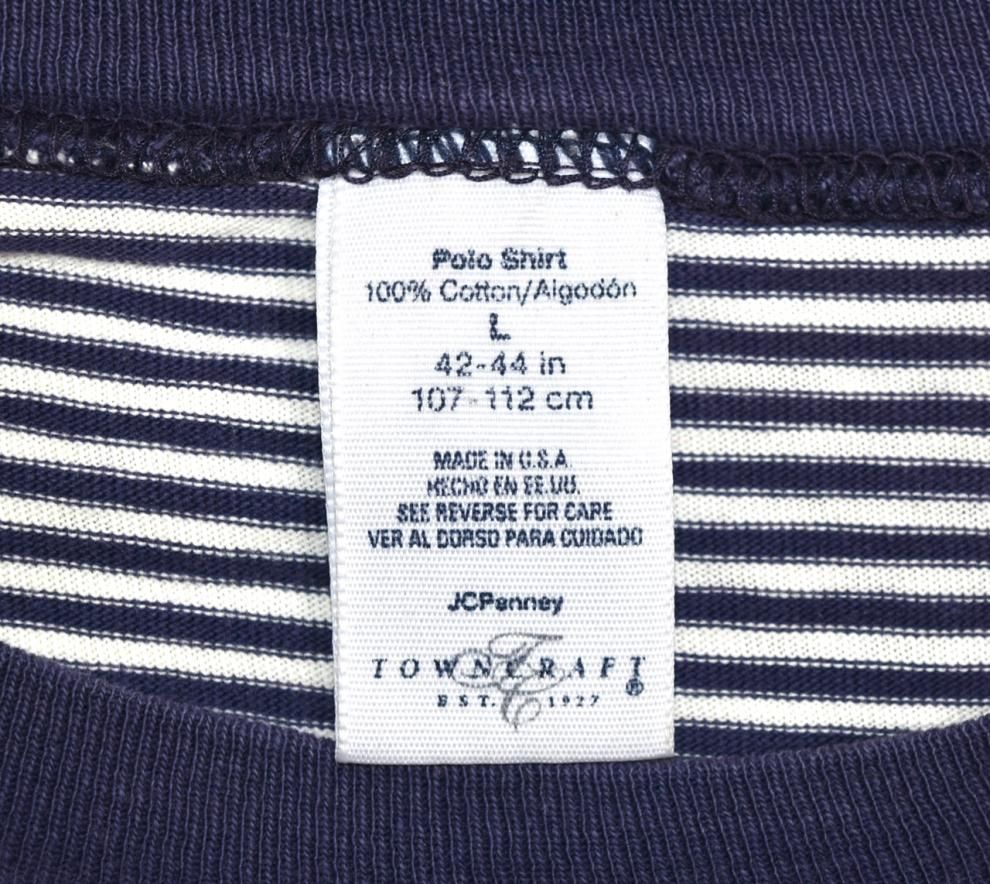 Polo Shirt
100% Cotton/Algodón
L
42-44 in
107-112 cm
MADE IN U.S.A.
HECHO EN EE.UU.
SEE REVERSE FOR CARE
VER AL DORSO PARA CUIDADO
JCPenney
TOWNCRAFT®
EST. 1927